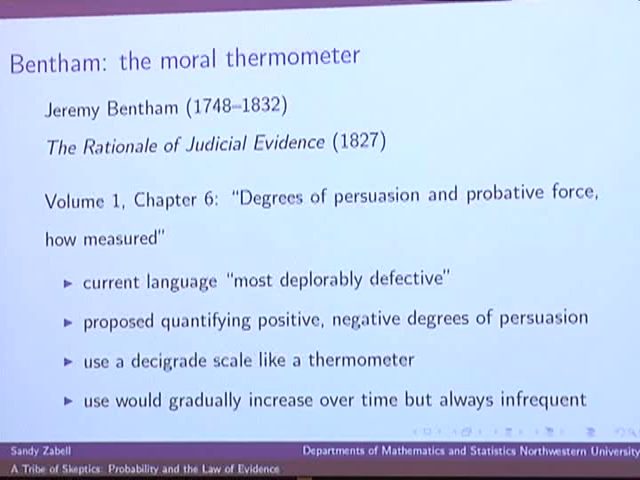 Bentham: the moral thermometer
Jeremy Bentham (1748–1832)
The Rationale of Judicial Evidence (1827)
Volume 1, Chapter 6: "Degrees of persuasion and probative force,
how measured"
▶ current language "most deplorably defective"
▶ proposed quantifying positive, negative degrees of persuasion
▶ use a decigrade scale like a thermometer
▶ use would gradually increase over time but always infrequent
Sandy Zabell Departments of Mathematics and Statistics Northwestern University
A Tribe of Skeptics: Probability and the Law of Evidence